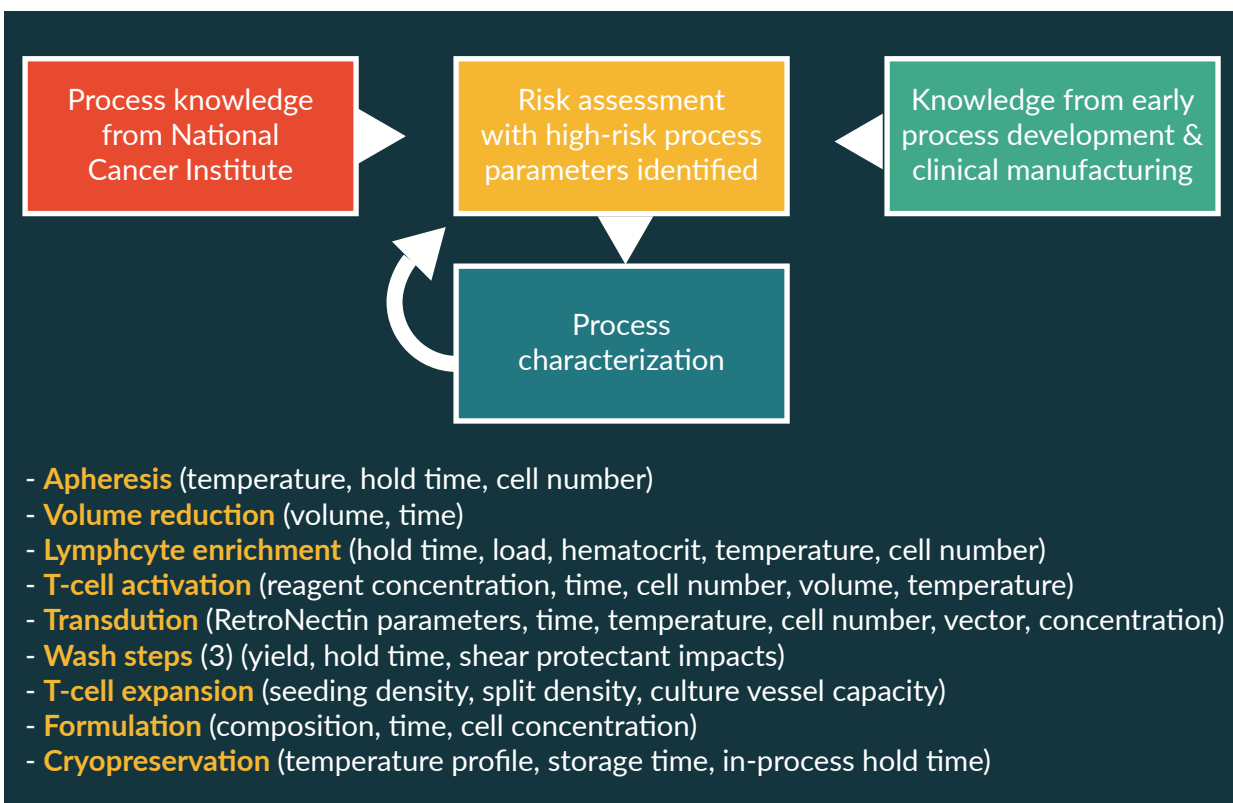 Process knowledge
from National
Cancer Institute
Risk assessment
with high-risk process
parameters identified
Knowledge from early
process development &
clinical manufacturing
Process
characterization
- Apheresis (temperature, hold time, cell number)
- Volume reduction (volume, time)
- Lymphcyte enrichment (hold time, load, hematocrit, temperature, cell number)
- T-cell activation (reagent concentration, time, cell number, volume, temperature)
- Transdution (RetroNectin parameters, time, temperature, cell number, vector, concentration)
- Wash steps (3) (yield, hold time, shear protectant impacts)
- T-cell expansion (seeding density, split density, culture vessel capacity)
- Formulation (composition, time, cell concentration)
- Cryopreservation (temperature profile, storage time, in-process hold time)